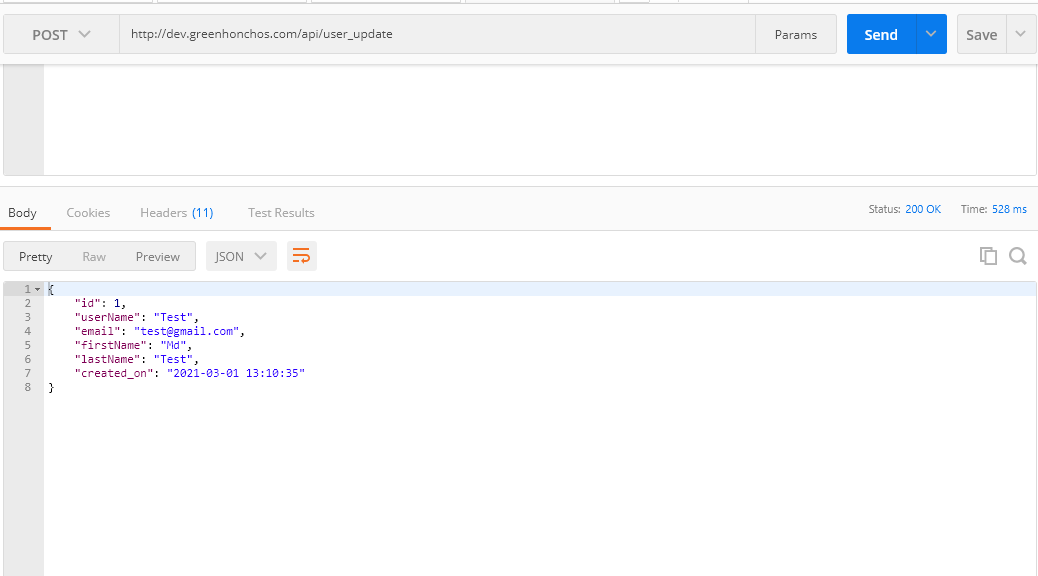 POST http://dev.greenhonchos.com/api/user_update Params Send Save
Body Cookies Headers (11) Test Results Status: 200 OK Time: 528 ms
Pretty Raw Preview JSON
1 {
2 "id": 1,
3 "userName": "Test",
4 "email": "test@gmail.com",
5 "firstName": "Md",
6 "lastName": "Test",
7 "created_on": "2021-03-01 13:10:35"
8 }